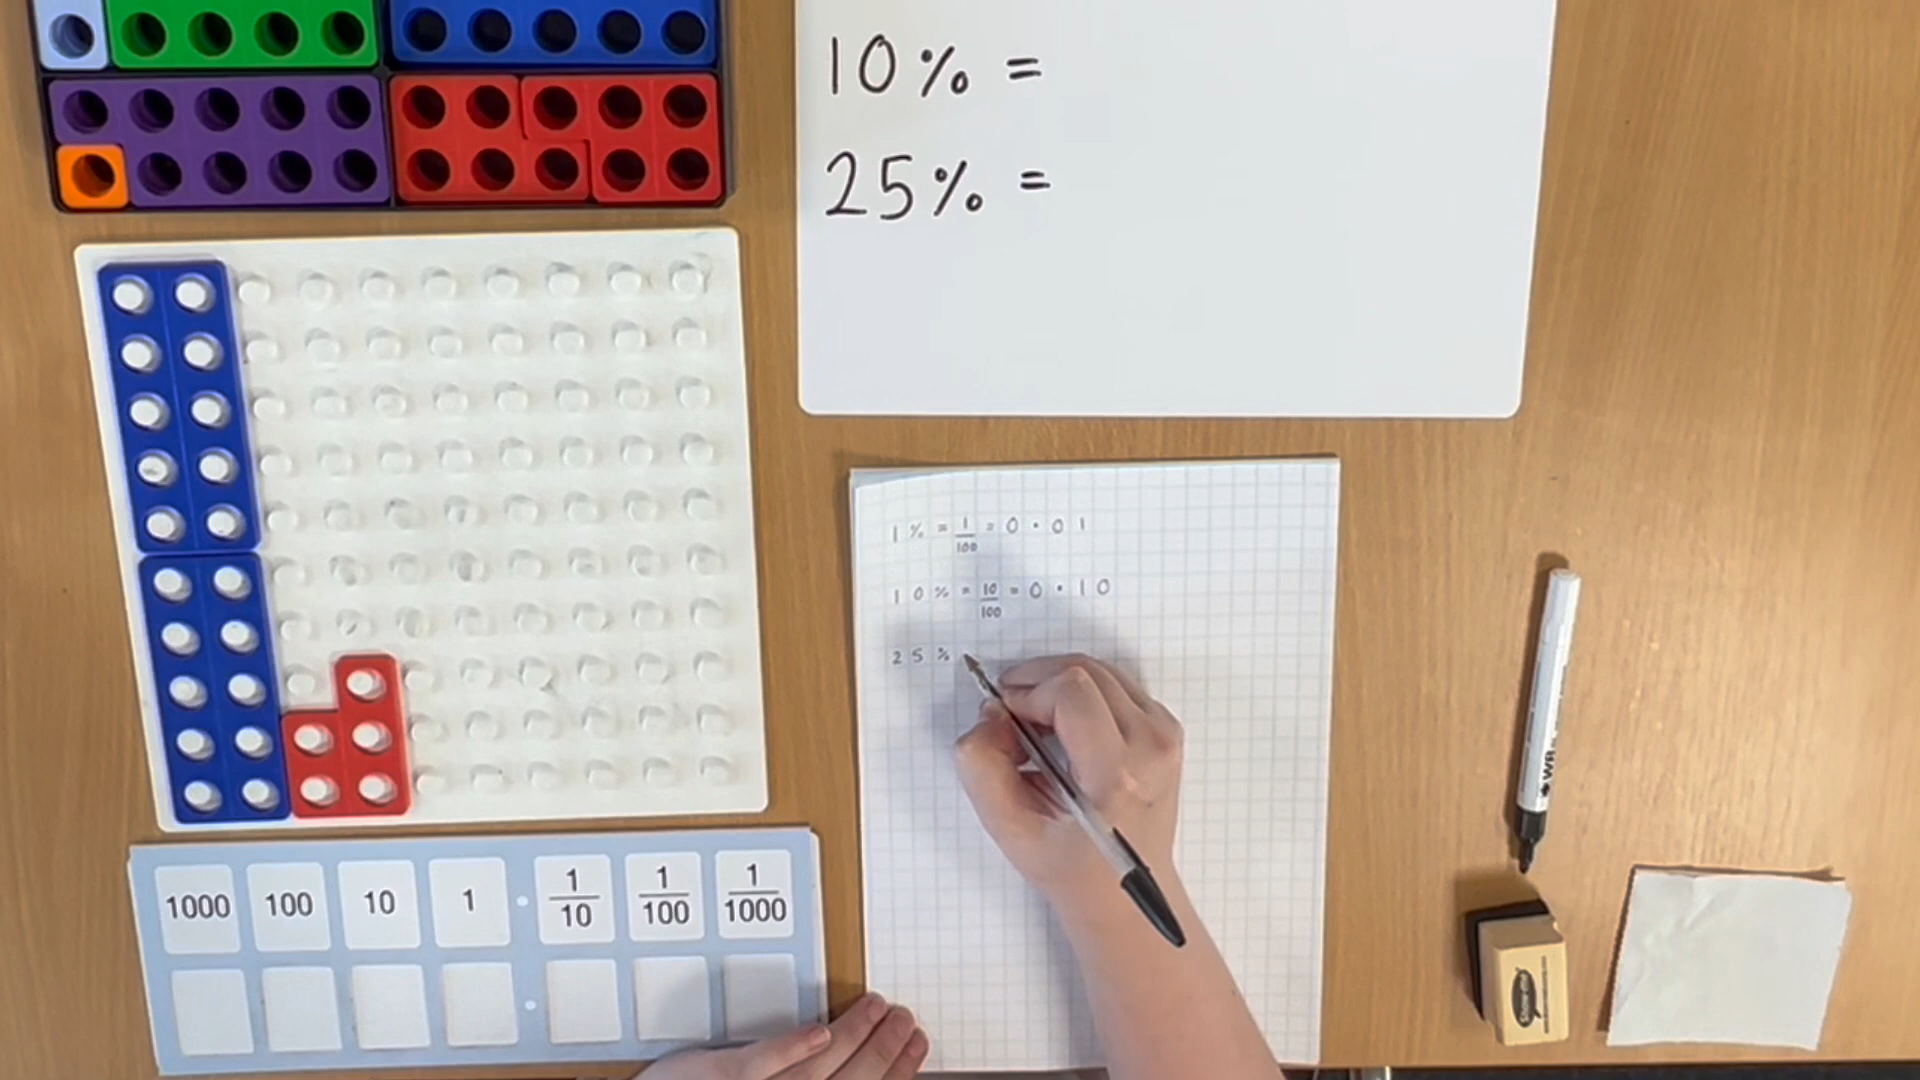 10% =
25% =
1% = 1/100 = 0·01
10% = 10/100 = 0·10
25%
1000 100 10 1 · 1/10 1/100 1/1000
·
WB